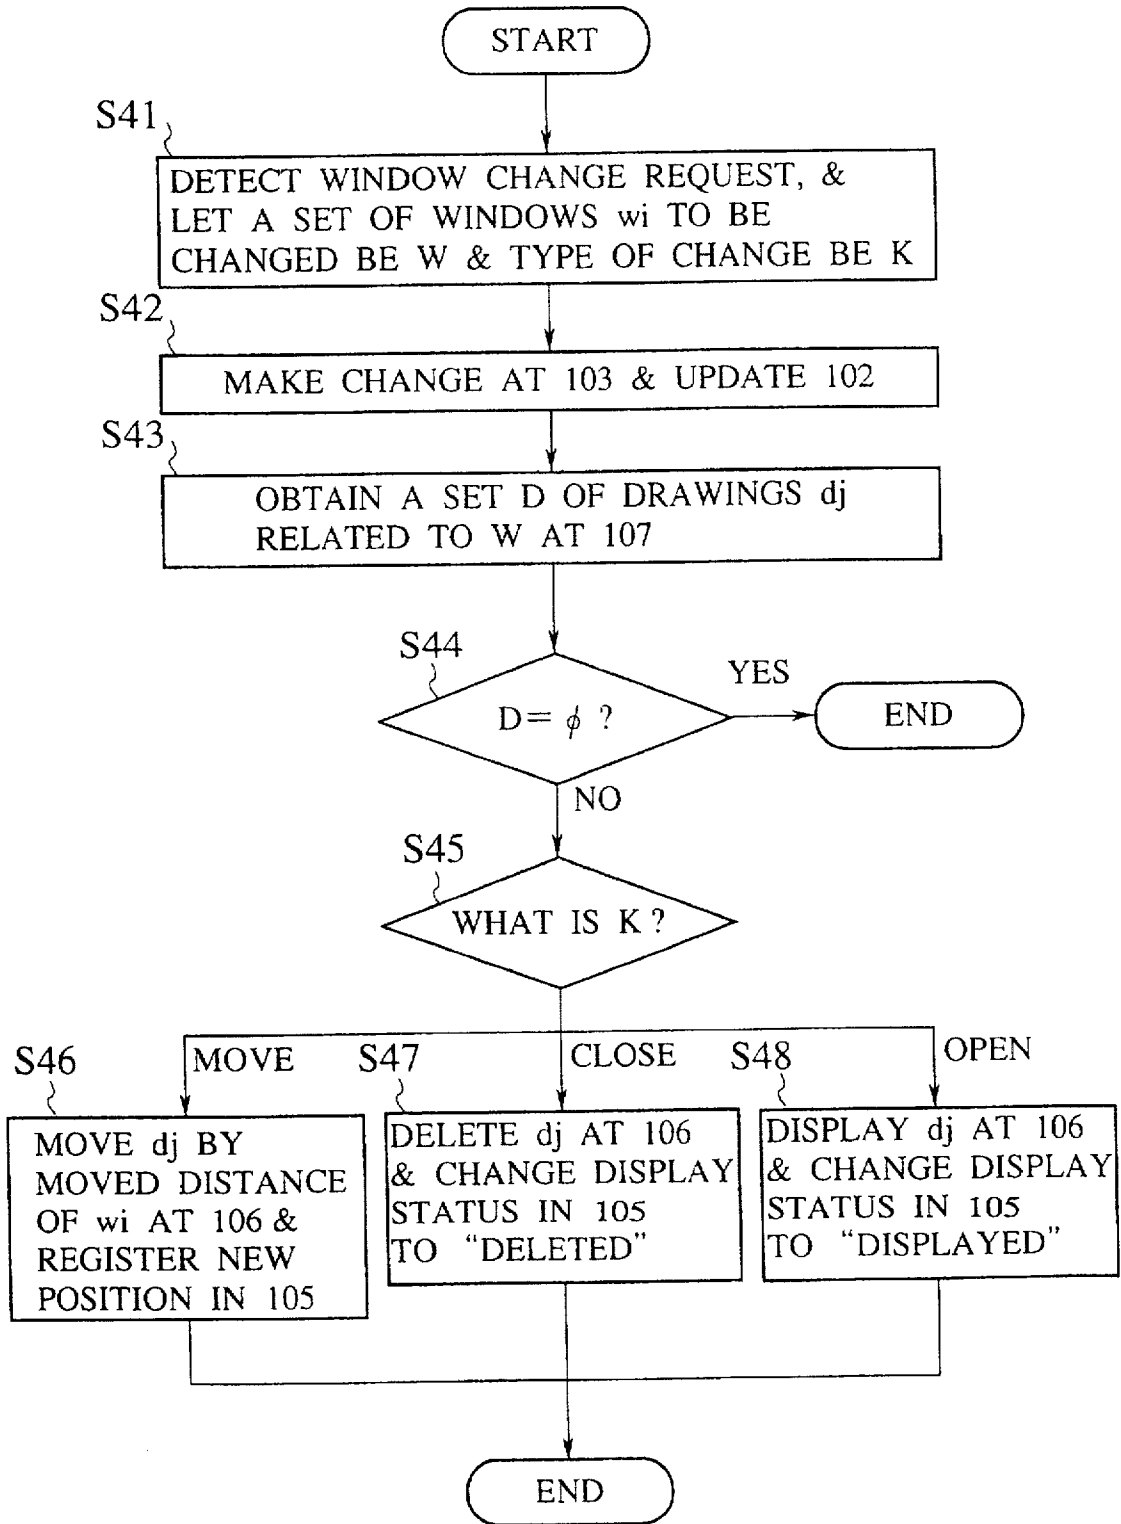 START
S41
DETECT WINDOW CHANGE REQUEST, &
LET A SET OF WINDOWS wi TO BE
CHANGED BE W & TYPE OF CHANGE BE K
S42
MAKE CHANGE AT 103 & UPDATE 102
S43
OBTAIN A SET D OF DRAWINGS dj
RELATED TO W AT 107
S44
D= ϕ ?
YES
END
NO
S45
WHAT IS K?
S46
MOVE
MOVE dj BY
MOVED DISTANCE
OF wi AT 106 &
REGISTER NEW
POSITION IN 105
S47
CLOSE
DELETE dj AT 106
& CHANGE DISPLAY
STATUS IN 105
TO “DELETED”
S48
OPEN
DISPLAY dj AT 106
& CHANGE DISPLAY
STATUS IN 105
TO “DISPLAYED”
END